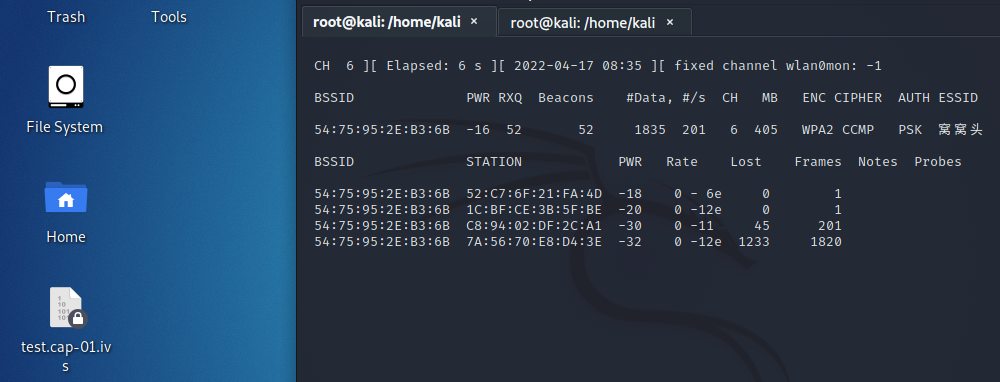 Trash Tools
File System
Home
test.cap-01.iv
s
root@kali: /home/kali × root@kali: /home/kali ×
CH 6 ][ Elapsed: 6 s ][ 2022-04-17 08:35 ][ fixed channel wlan0mon: -1
BSSID PWR RXQ Beacons #Data, #/s CH MB ENC CIPHER AUTH ESSID
54:75:95:2E:B3:6B -16 52 52 1835 201 6 405 WPA2 CCMP PSK 窝窝头
BSSID STATION PWR Rate Lost Frames Notes Probes
54:75:95:2E:B3:6B 52:C7:6F:21:FA:4D -18 0 - 6e 0 1
54:75:95:2E:B3:6B 1C:BF:CE:3B:5F:BE -20 0 -12e 0 1
54:75:95:2E:B3:6B C8:94:02:DF:2C:A1 -30 0 -11 45 201
54:75:95:2E:B3:6B 7A:56:70:E8:D4:3E -32 0 -12e 1233 1820